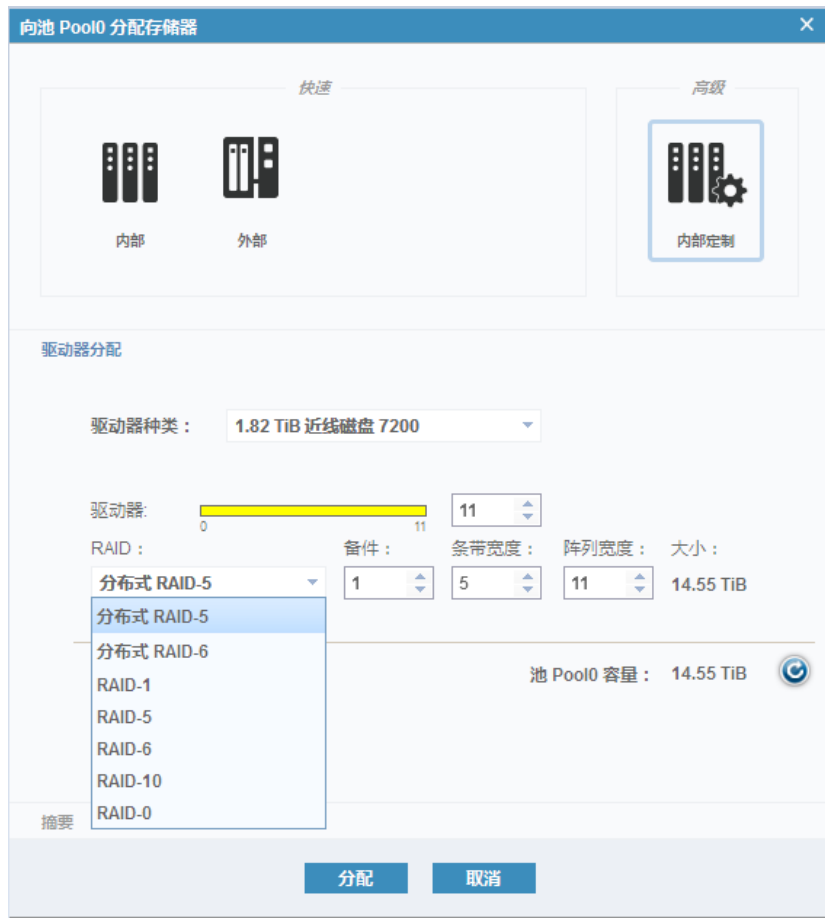 向池 Pool0 分配存储器
快速
高级
内部
外部
内部定制
驱动器分配
驱动器种类： 1.82 TiB 近线磁盘 7200
驱动器: 0 11 11
RAID： 备件： 条带宽度： 阵列宽度： 大小：
分布式 RAID-5 1 5 11 14.55 TiB
分布式 RAID-5
分布式 RAID-6
RAID-1
RAID-5
RAID-6
RAID-10
RAID-0
池 Pool0 容量： 14.55 TiB
摘要
分配 取消